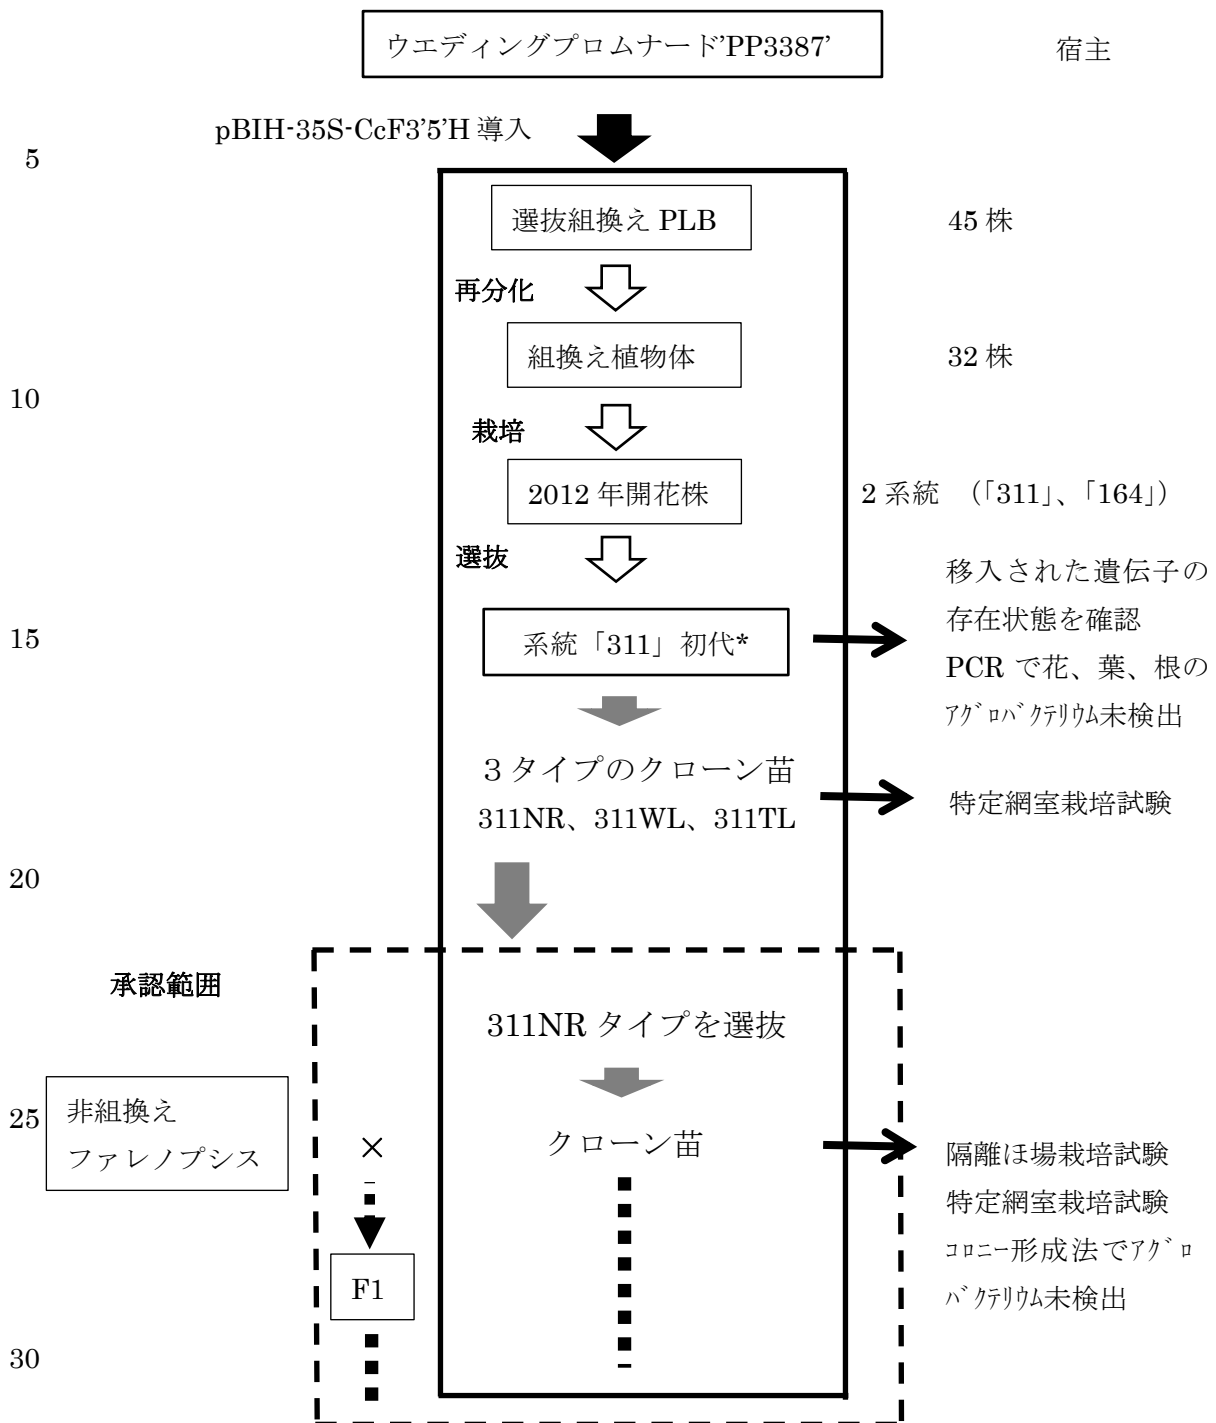 ウエディングプロムナード’PP3387’
宿主
pBIH-35S-CcF3’5’H 導入
5
選抜組換え PLB
45 株
再分化
組換え植物体
32 株
10
栽培
2012 年開花株
2 系統 （「311」、「164」）
選抜
移入された遺伝子の
存在状態を確認
15
系統「311」初代*
PCR で花、葉、根の
ｱｸﾞﾛﾊﾞｸﾃﾘｳﾑ未検出
３タイプのクローン苗
311NR、311WL、311TL
特定網室栽培試験
20
承認範囲
311NR タイプを選抜
25
非組換え
ファレノプシス
×
クローン苗
隔離ほ場栽培試験
特定網室栽培試験
ｺﾛﾆｰ形成法でｱｸﾞﾛ
ﾊﾞｸﾃﾘｳﾑ未検出
F1
30